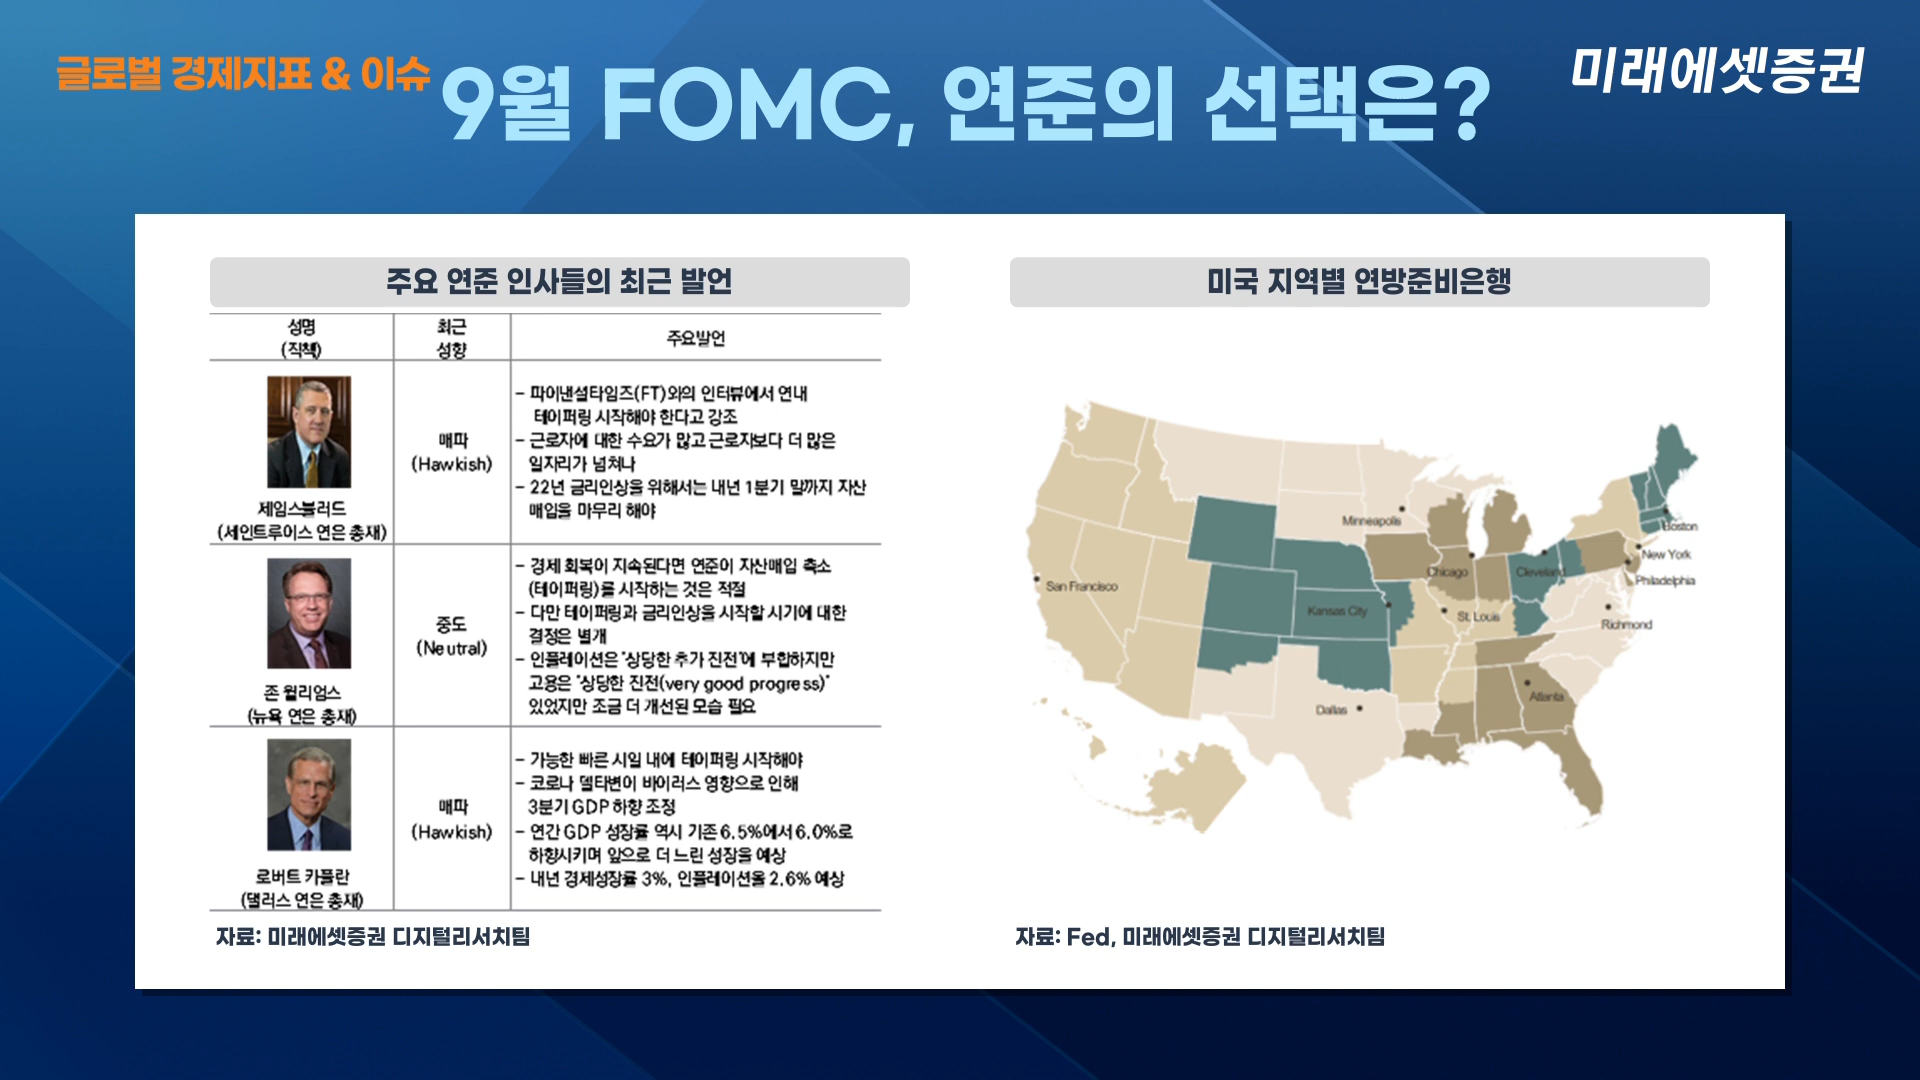 글로벌 경제지표 & 이슈
9월 FOMC, 연준의 선택은?
미래에셋증권
주요 연준 인사들의 최근 발언
성명
(직책)
최근
성향
주요발언
제임스불러드
(세인트루이스 연은 총재)
매파
(Hawkish)
- 파이낸셜타임즈(FT)와의 인터뷰에서 연내
테이퍼링 시작해야 한다고 강조
- 근로자에 대한 수요가 많고 근로자보다 더 많은
일자리가 넘쳐나
- 22년 금리인상을 위해서는 내년 1분기 말까지 자산
매입을 마무리 해야
존 윌리엄스
(뉴욕 연은 총재)
중도
(Neutral)
- 경제 회복이 지속된다면 연준이 자산매입 축소
(테이퍼링)를 시작하는 것은 적절
- 다만 테이퍼링과 금리인상을 시작할 시기에 대한
결정은 별개
- 인플레이션은 "상당한 추가 진전"에 부합하지만
고용은 "상당한 진전(very good progress)"
있었지만 조금 더 개선된 모습 필요
로버트 카플란
(댈러스 연은 총재)
매파
(Hawkish)
- 가능한 빠른 시일 내에 테이퍼링 시작해야
- 코로나 델타변이 바이러스 영향으로 인해
3분기 GDP 하향 조정
- 연간 GDP 성장률 역시 기존 6.5%에서 6.0%로
하향시키며 앞으로 더 느린 성장을 예상
- 내년 경제성장률 3%, 인플레이션율 2.6% 예상
자료: 미래에셋증권 디지털리서치팀
미국 지역별 연방준비은행
Minneapolis
Boston
New York
Chicago
Cleveland
Philadelphia
San Francisco
Kansas City
St. Louis
Richmond
Atlanta
Dallas
자료: Fed, 미래에셋증권 디지털리서치팀